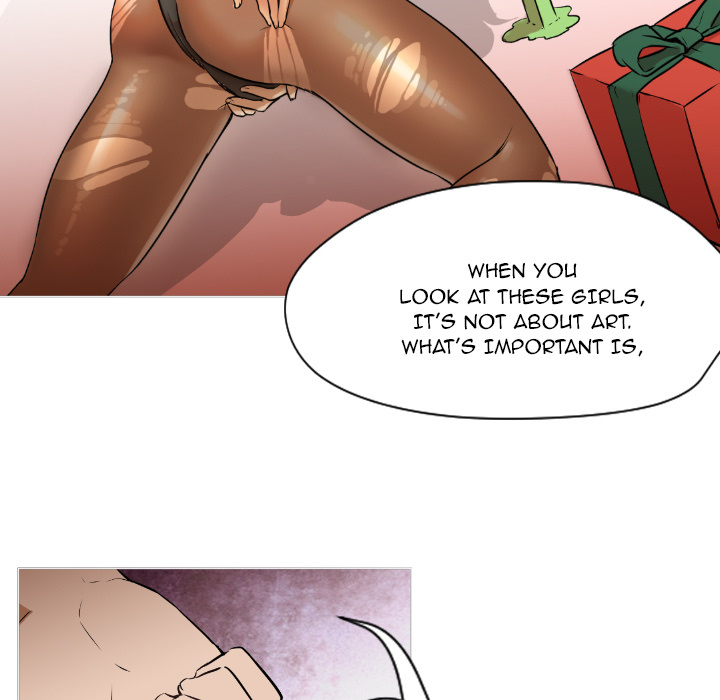 WHEN YOU
LOOK AT THESE GIRLS,
IT'S NOT ABOUT ART.
WHAT'S IMPORTANT IS,